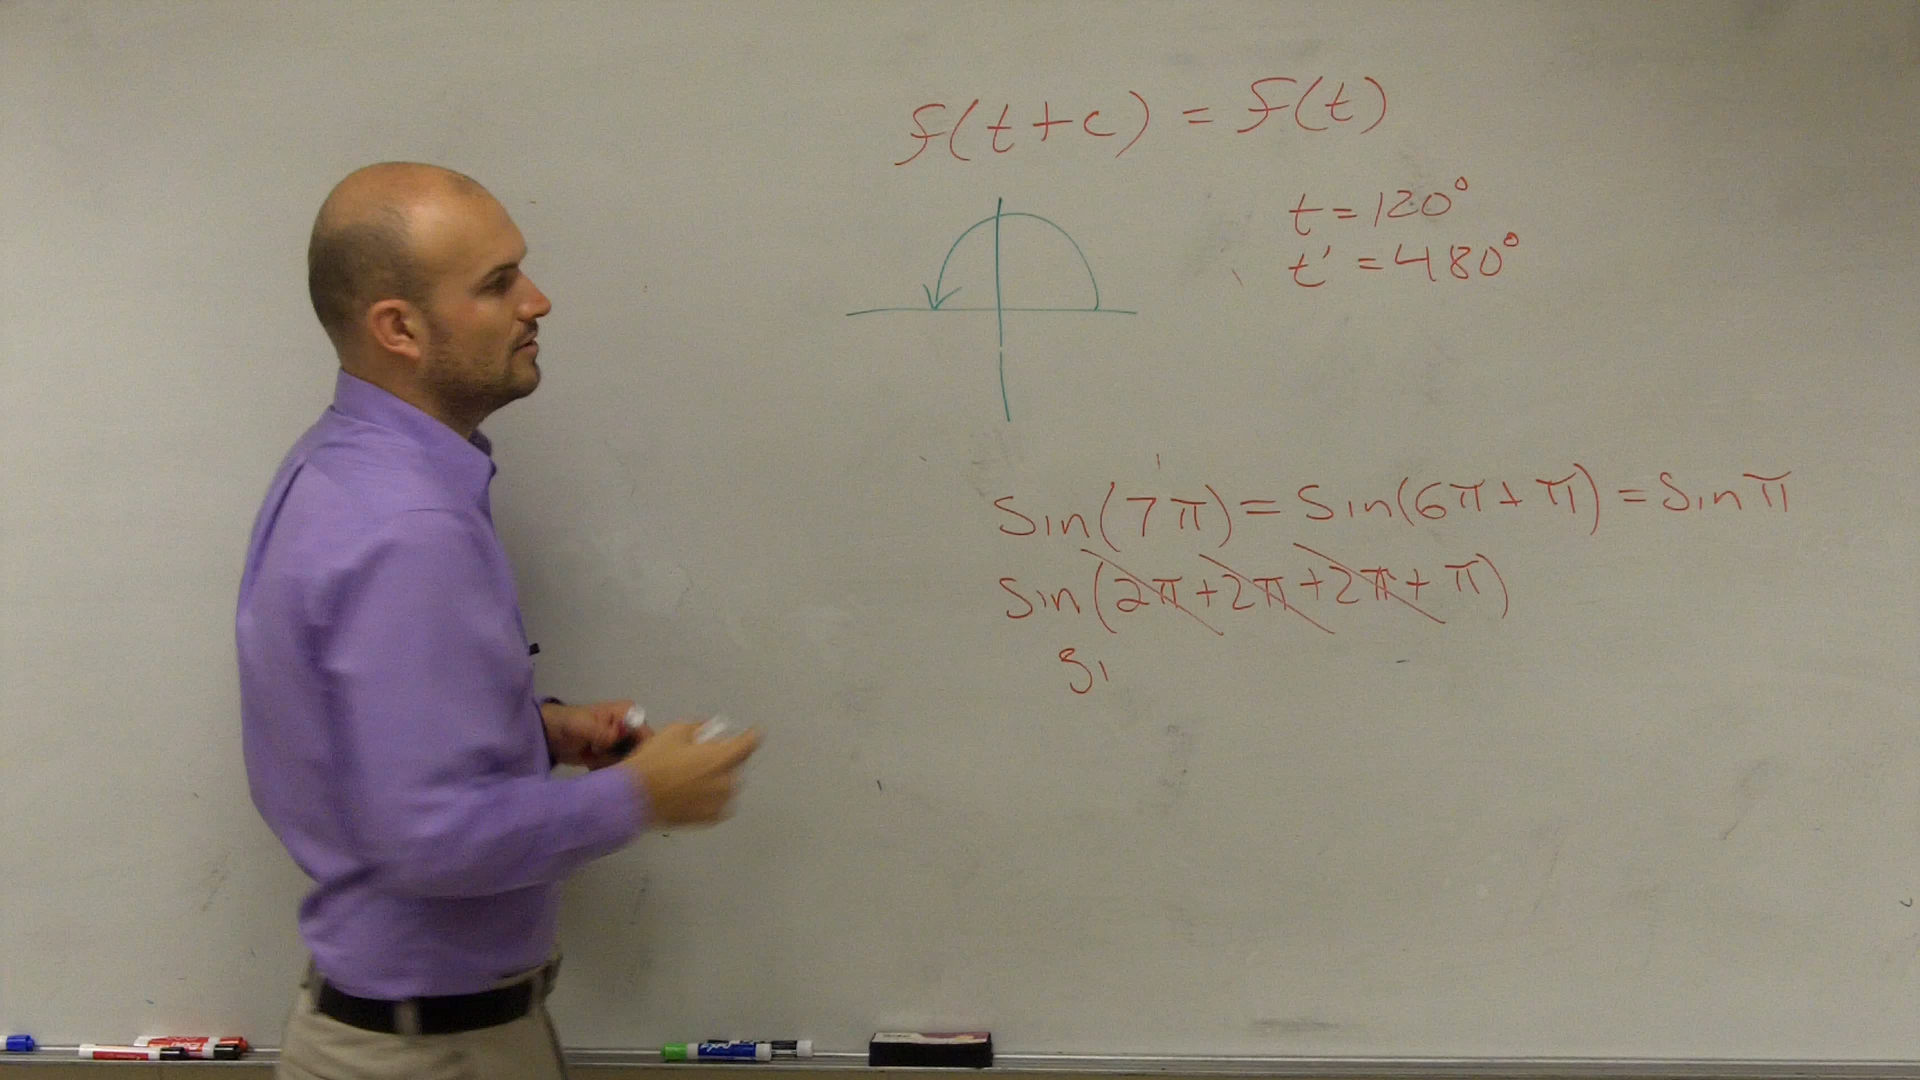 f(t+c) = f(t)
t = 120°
t' = 480°
Sin(7π) = Sin(6π + π) = Sin π
Sin(2π + 2π + 2π + π)
Si